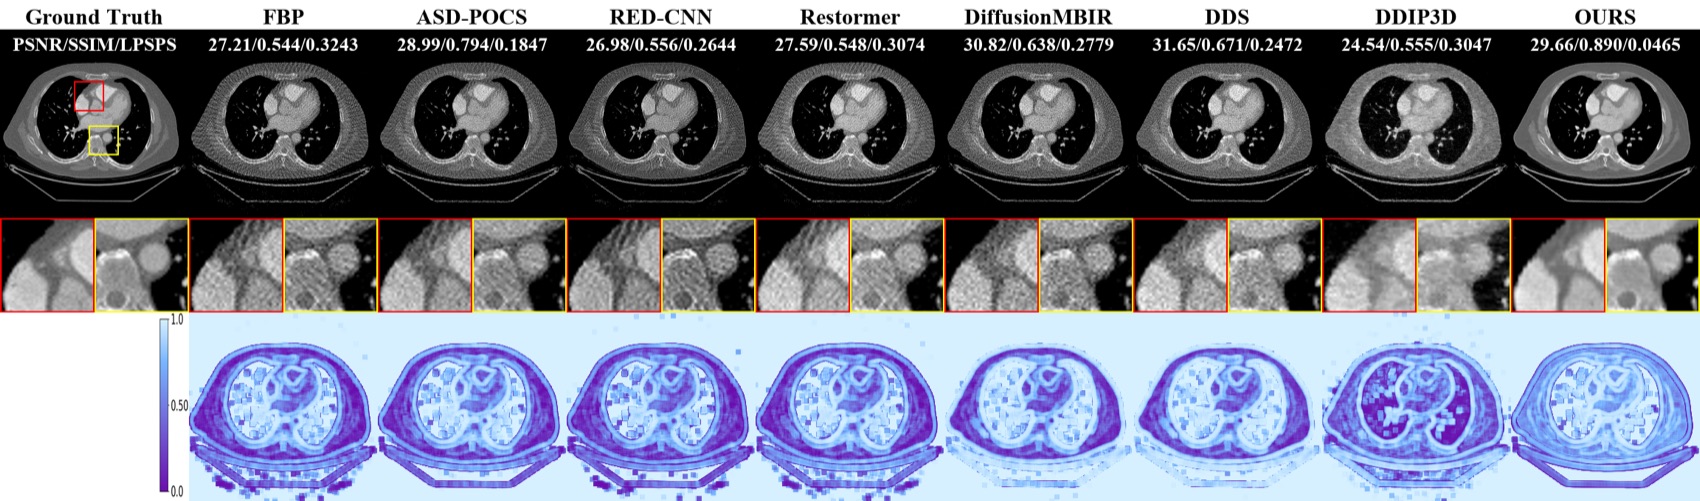 Ground Truth FBP ASD-POCS RED-CNN Restormer DiffusionMBIR DDS DDIP3D OURS
PSNR/SSIM/LPSPS 27.21/0.544/0.3243 28.99/0.794/0.1847 26.98/0.556/0.2644 27.59/0.548/0.3074 30.82/0.638/0.2779 31.65/0.671/0.2472 24.54/0.555/0.3047 29.66/0.890/0.0465
1.0
0.50
0.0